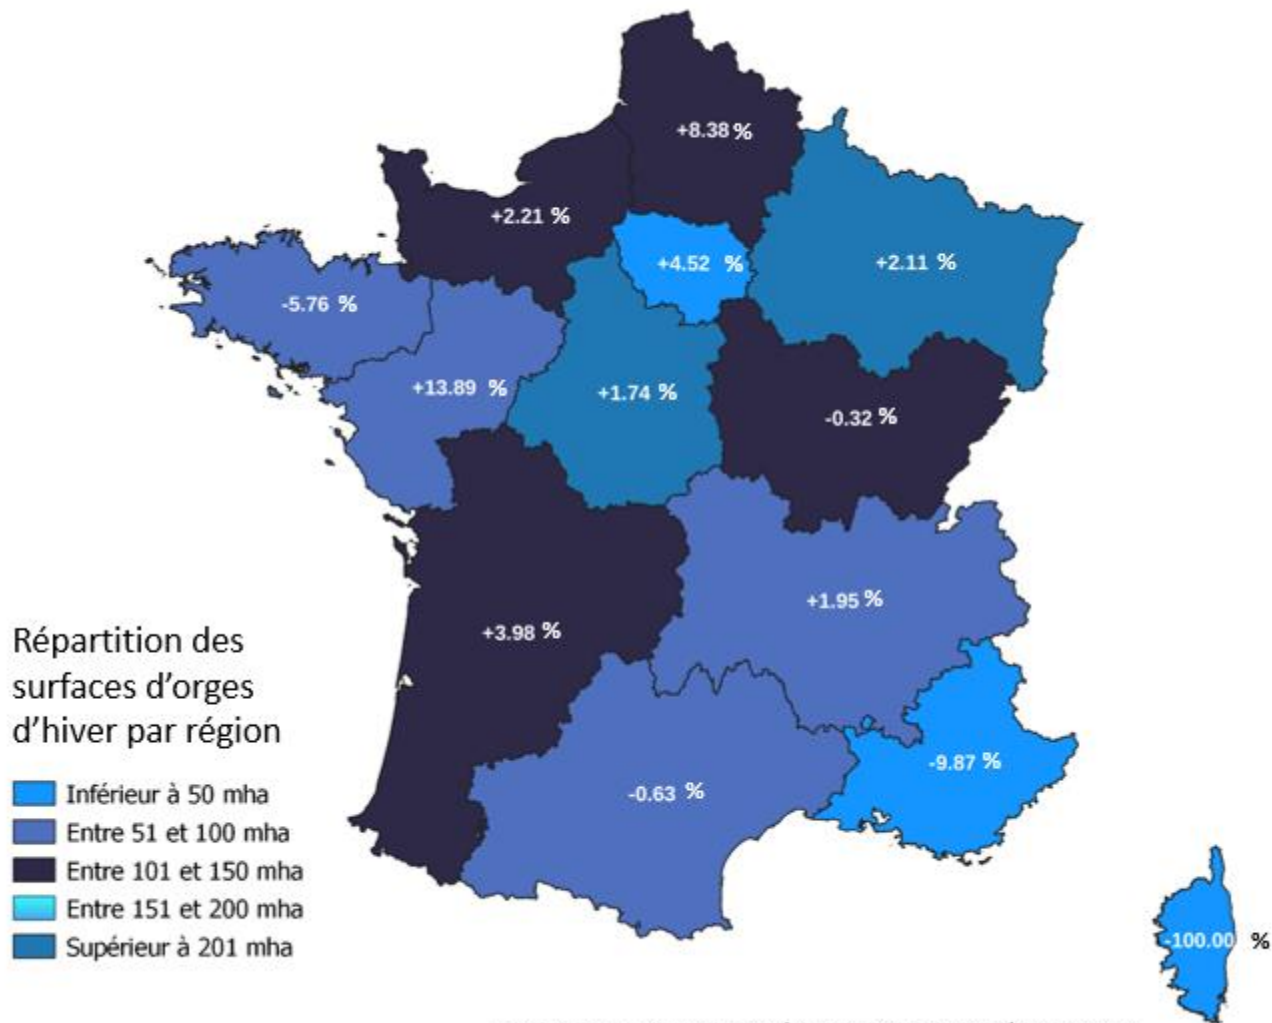 +8.38 %
+2.21 %
+4.52 %
+2.11 %
-5.76 %
+13.89 %
+1.74 %
-0.32 %
+1.95 %
+3.98 %
-9.87 %
-0.63 %
-100.00 %
Répartition des
surfaces d’orges
d’hiver par région
Inférieur à 50 mha
Entre 51 et 100 mha
Entre 101 et 150 mha
Entre 151 et 200 mha
Supérieur à 201 mha